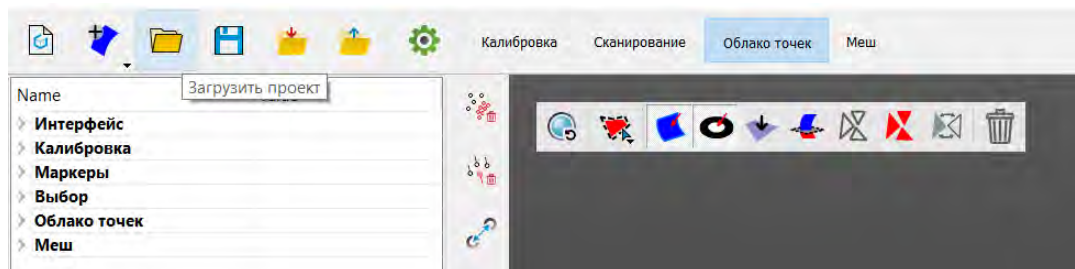 Калибровка Сканирование Облако точек Меш
Загрузить проект
Name
Интерфейс
Калибровка
Маркеры
Выбор
Облако точек
Меш